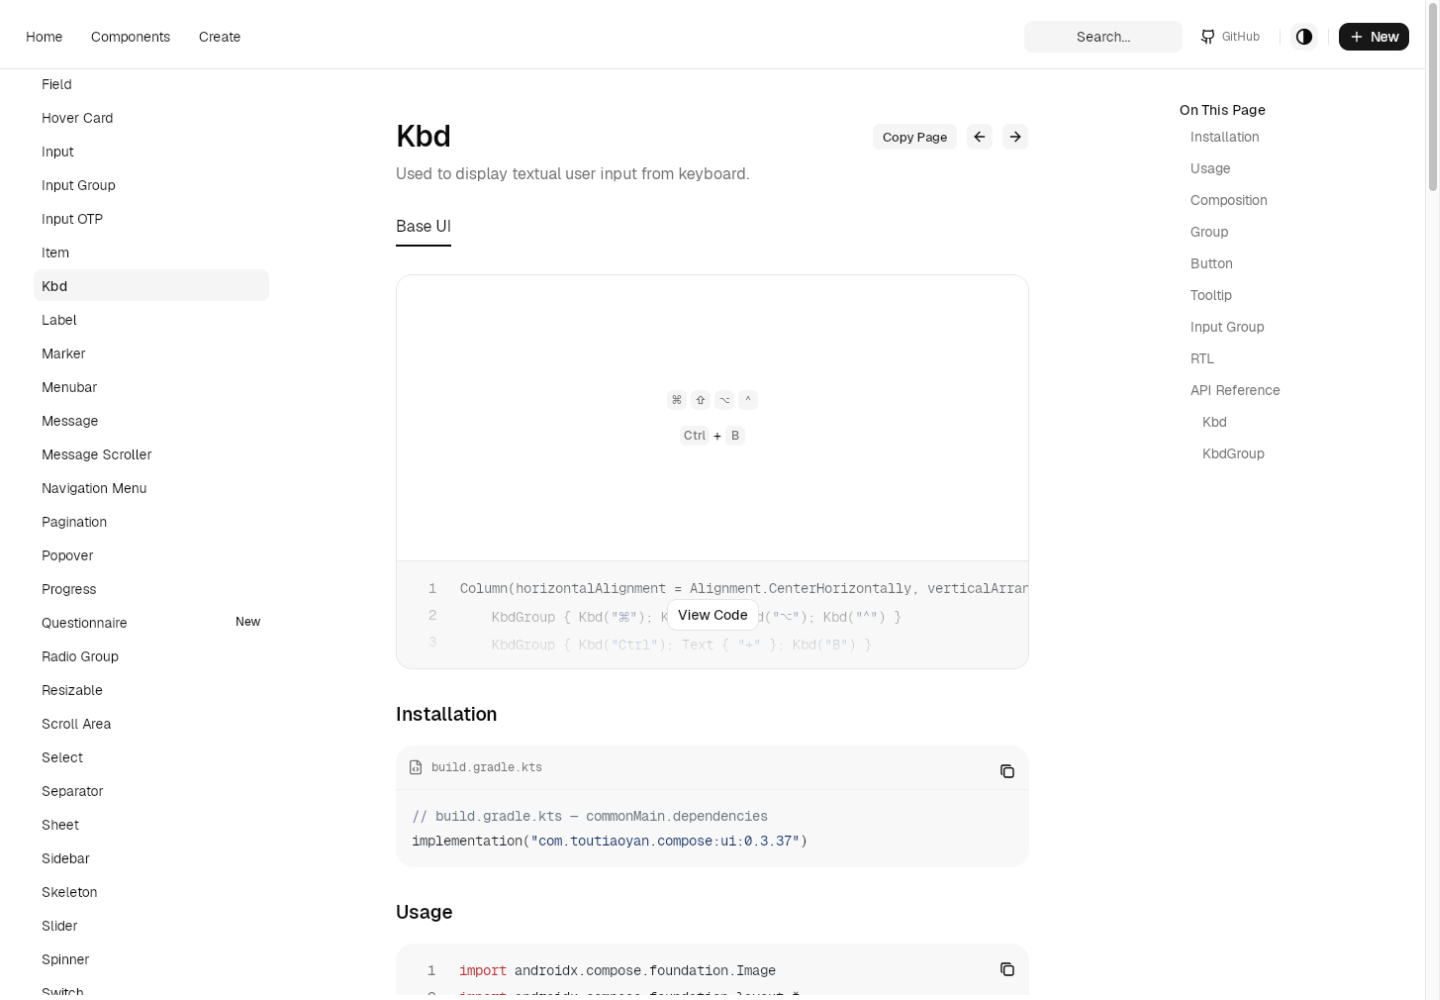 Home Components Create
Search... GitHub New
Field
Hover Card
Input
Input Group
Input OTP
Item
Kbd
Label
Marker
Menubar
Message
Message Scroller
Navigation Menu
Pagination
Popover
Progress
Questionnaire New
Radio Group
Resizable
Scroll Area
Select
Separator
Sheet
Sidebar
Skeleton
Slider
Spinner
Switch
Kbd
Copy Page
Used to display textual user input from keyboard.
Base UI
⌘ ⇧ ⌥ ^
Ctrl + B
1 Column(horizontalAlignment = Alignment.CenterHorizontally, verticalArran
2 KbdGroup { Kbd("⌘"); K d("⌥"); Kbd("^") }
View Code
3 KbdGroup { Kbd("Ctrl"); Text { "+" }; Kbd("B") }
Installation
build.gradle.kts
// build.gradle.kts — commonMain.dependencies
implementation("com.toutiaoyan.compose:ui:0.3.37")
Usage
1 import androidx.compose.foundation.Image
On This Page
Installation
Usage
Composition
Group
Button
Tooltip
Input Group
RTL
API Reference
Kbd
KbdGroup